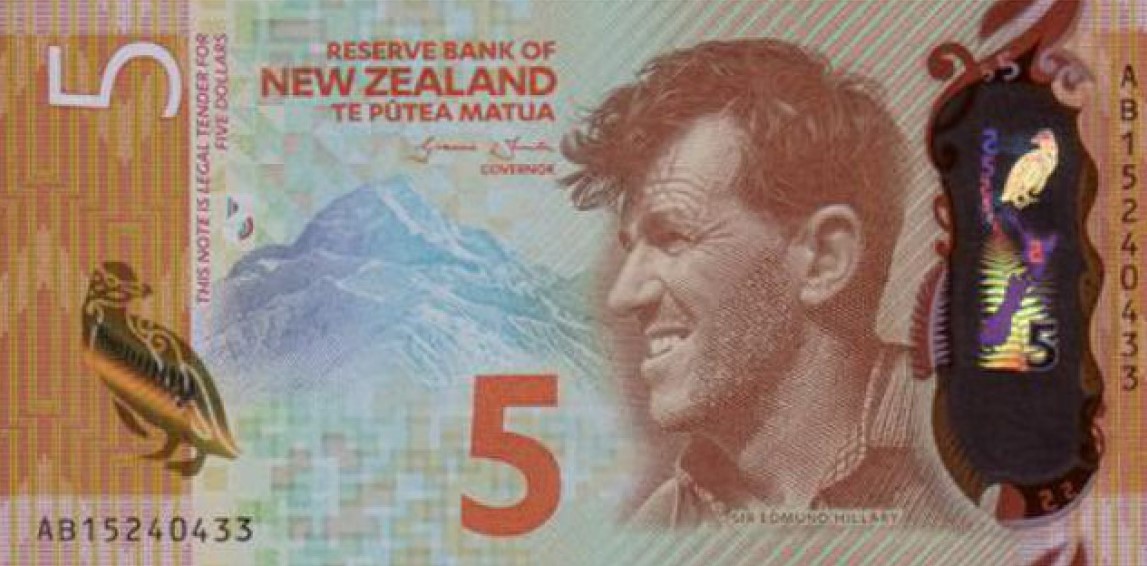 5
THIS NOTE IS LEGAL TENDER FOR
FIVE DOLLARS
RESERVE BANK OF
NEW ZEALAND
TE PŪTEA MATUA
GOVERNOR
5
SIR EDMUND HILLARY
AB15240433
5
AB15240433